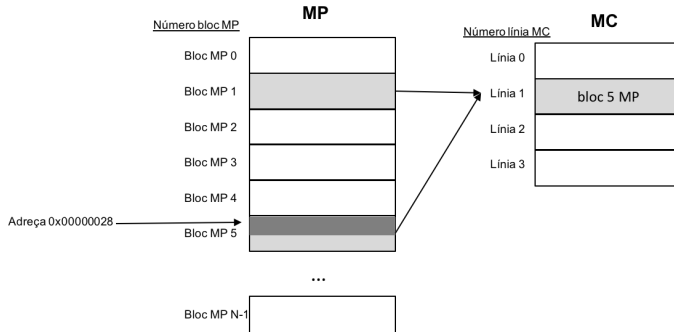 MP
Número bloc MP
Bloc MP 0
Bloc MP 1
Bloc MP 2
Bloc MP 3
Bloc MP 4
Adreça 0x00000028
Bloc MP 5
...
Bloc MP N-1
MC
Número línia MC
Línia 0
Línia 1
bloc 5 MP
Línia 2
Línia 3